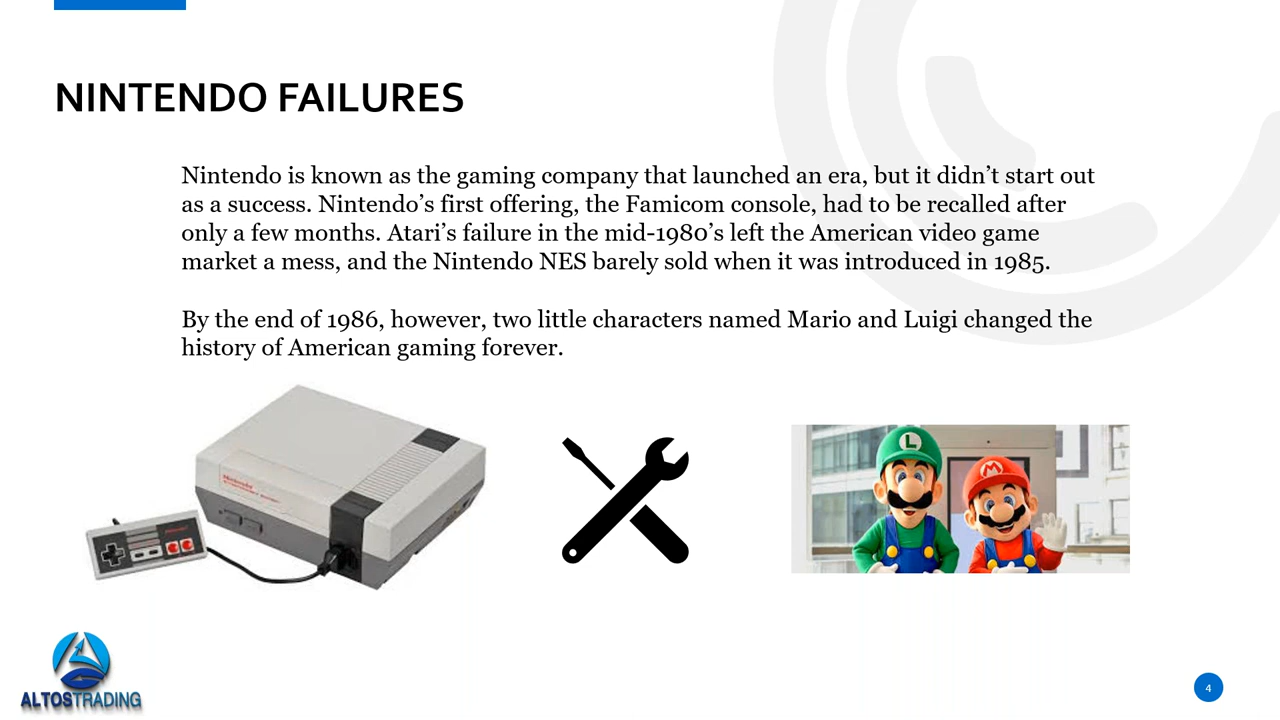 NINTENDO FAILURES
Nintendo is known as the gaming company that launched an era, but it didn’t start out
as a success. Nintendo’s first offering, the Famicom console, had to be recalled after
only a few months. Atari’s failure in the mid-1980’s left the American video game
market a mess, and the Nintendo NES barely sold when it was introduced in 1985.
By the end of 1986, however, two little characters named Mario and Luigi changed the
history of American gaming forever.
Nintendo
L
M
ALTOSTRADING
4